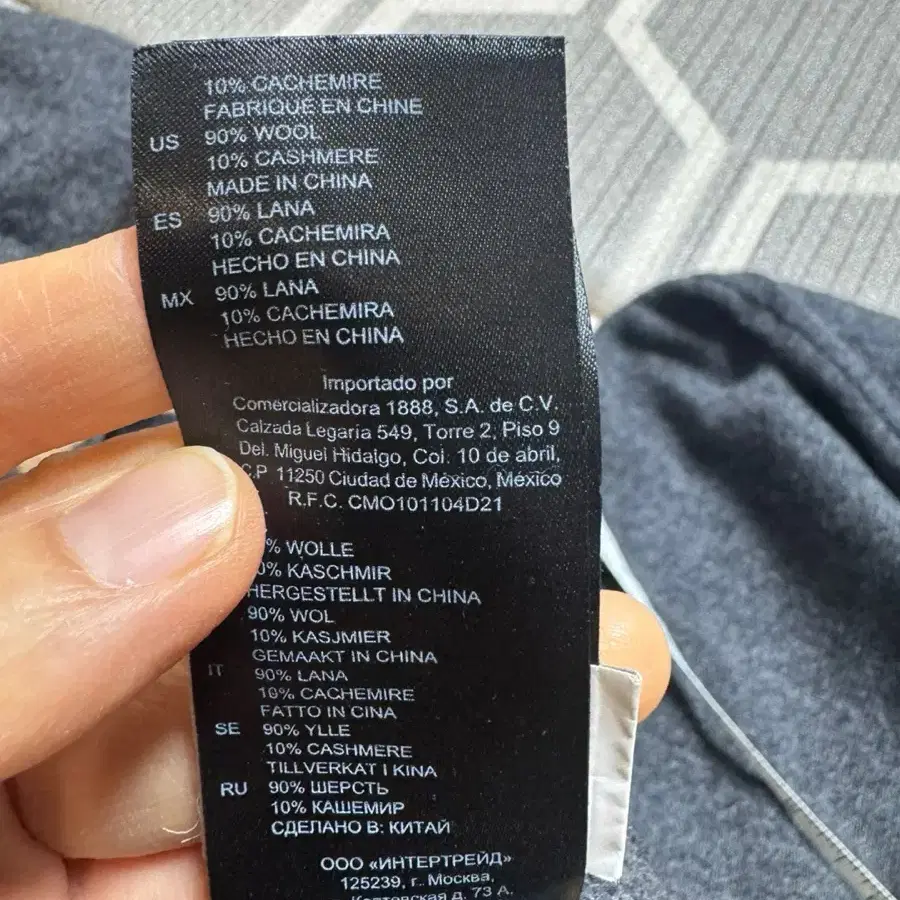 10% CACHEMIRE
FABRIQUE EN CHINE
US 90% WOOL
10% CASHMERE
MADE IN CHINA
ES 90% LANA
10% CACHEMIRA
HECHO EN CHINA
MX 90% LANA
10% CACHEMIRA
HECHO EN CHINA
Importado por
Comercializadora 1888, S.A. de C.V.
Calzada Legaria 549, Torre 2, Piso 9
Del. Miguel Hidalgo, Col. 10 de abril,
C.P. 11250 Ciudad de México, México
R.F.C. CMO101104D21
% WOLLE
0% KASCHMIR
HERGESTELLT IN CHINA
90% WOL
10% KASJMIER
GEMAAKT IN CHINA
IT 90% LANA
10% CACHEMIRE
FATTO IN CINA
SE 90% YLLE
10% CASHMERE
TILLVERKAT I KINA
RU 90% ШЕРСТЬ
10% КАШЕМИР
СДЕЛАНО В: КИТАЙ
ООО «ИНТЕРТРЕЙД»
125239, г. Москва,
д. 73 А.